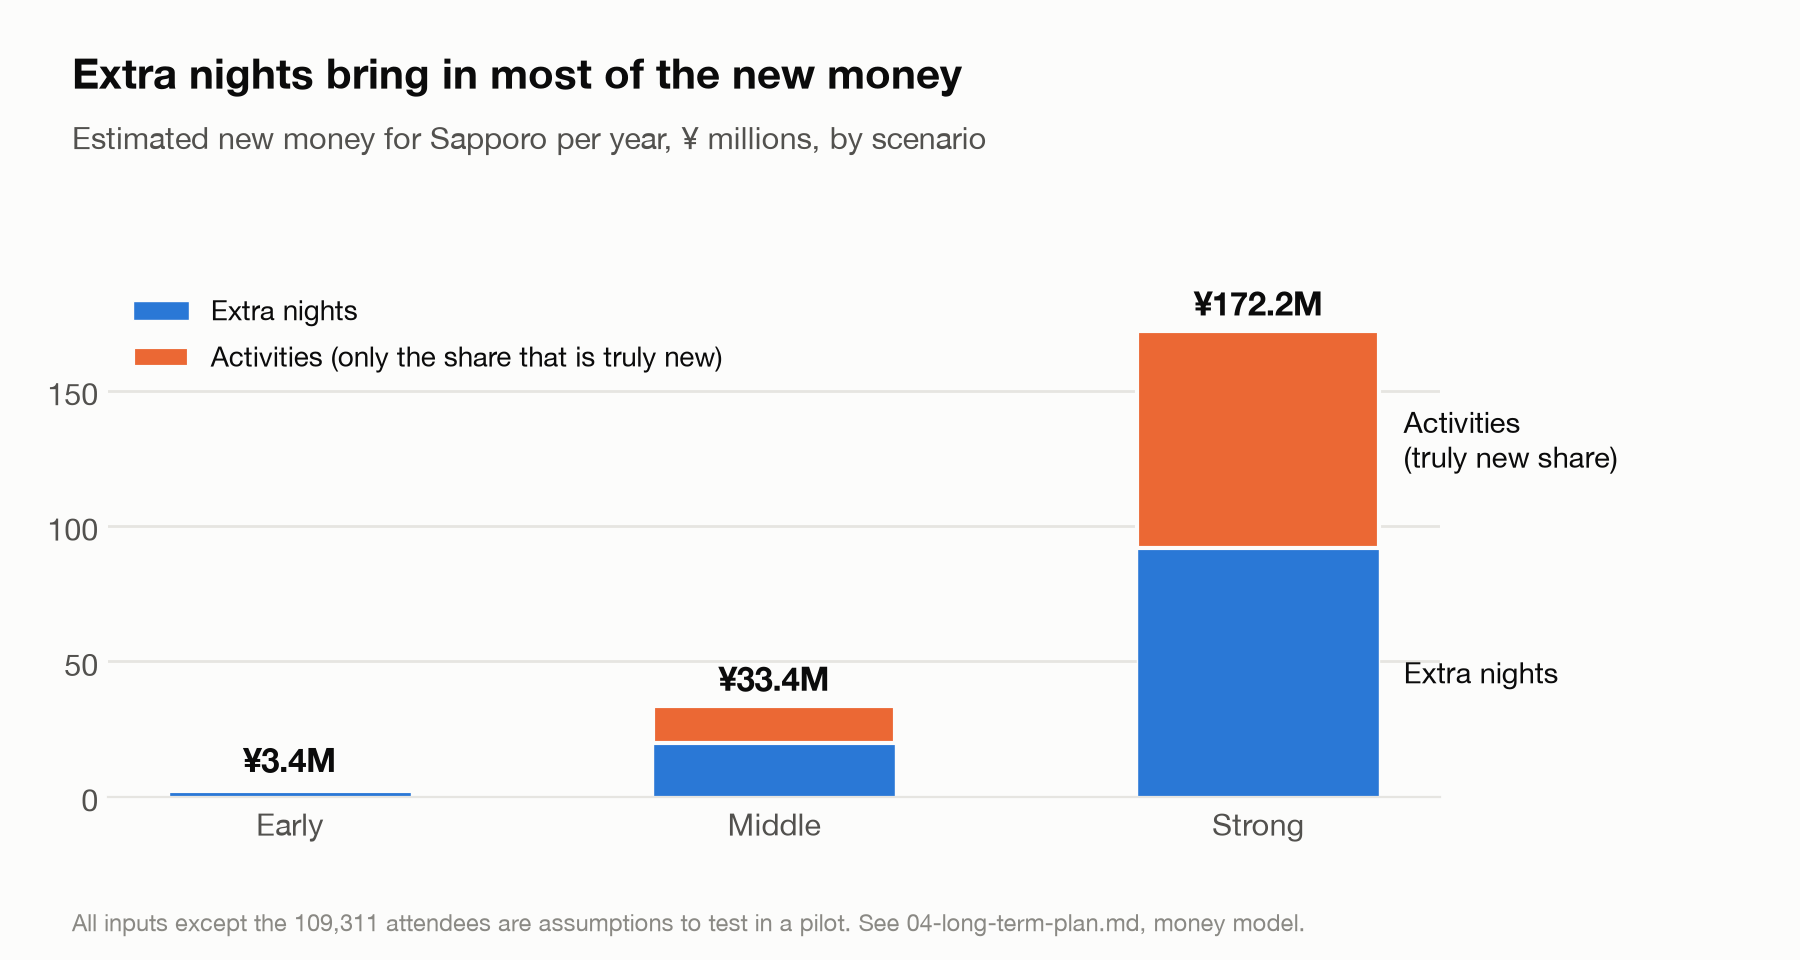 Extra nights bring in most of the new money
Estimated new money for Sapporo per year, ¥ millions, by scenario
Extra nights
Activities (only the share that is truly new)
¥172.2M
150
Activities
(truly new share)
100
50
Extra nights
¥33.4M
¥3.4M
0
Early
Middle
Strong
All inputs except the 109,311 attendees are assumptions to test in a pilot. See 04-long-term-plan.md, money model.